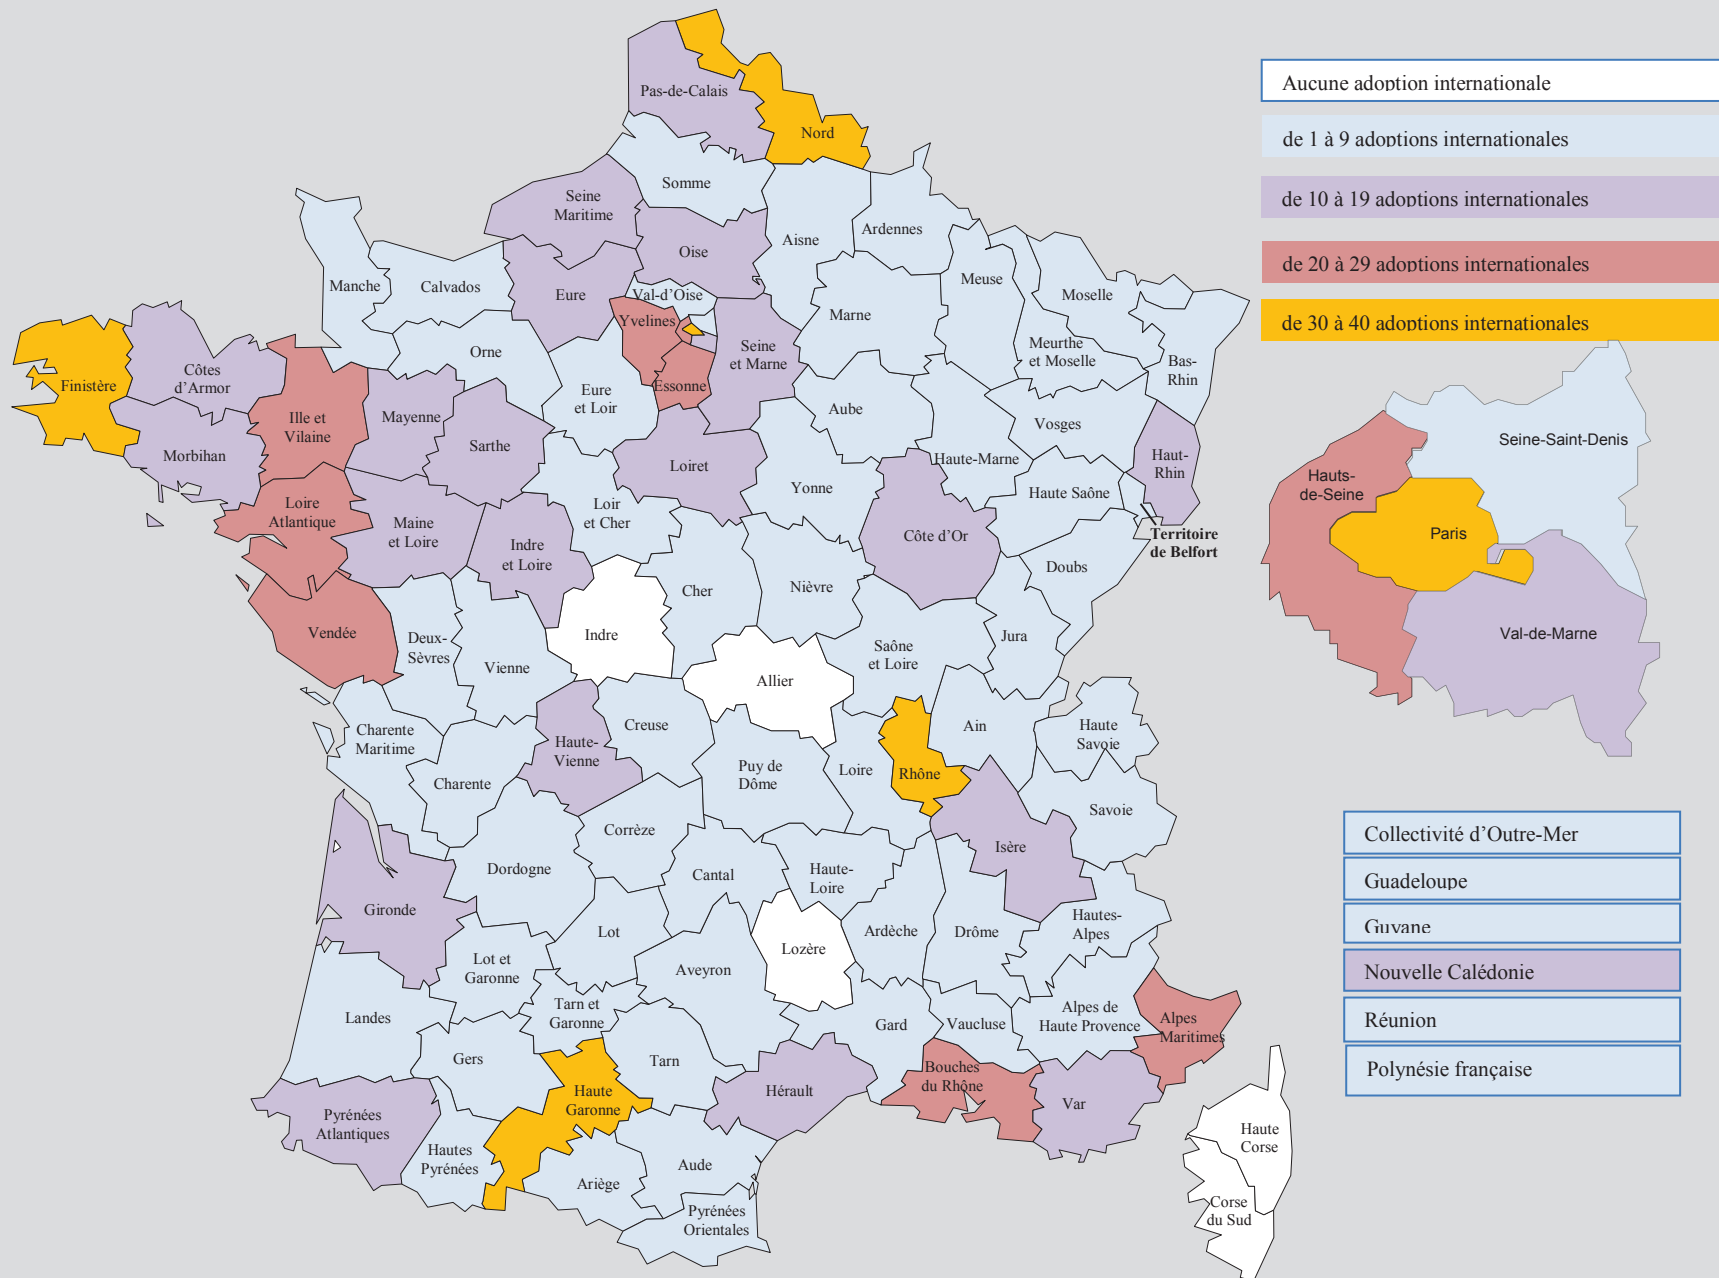 Aucune adoption internationale
de 1 à 9 adoptions internationales
de 10 à 19 adoptions internationales
de 20 à 29 adoptions internationales
de 30 à 40 adoptions internationales
Pas-de-Calais
Nord
Somme
Seine
Maritime
Oise
Aisne
Ardennes
Manche
Calvados
Eure
Val-d’Oise
Yvelines
Essonne
Seine
et Marne
Marne
Meuse
Moselle
Meurthe
et Moselle
Bas-
Rhin
Orne
Finistère
Côtes
d’Armor
Morbihan
Ille et
Vilaine
Mayenne
Sarthe
Eure
et Loir
Aube
Vosges
Haute-Marne
Haut-
Rhin
Loiret
Yonne
Haute Saône
Territoire
de Belfort
Loire
Atlantique
Maine
et Loire
Indre
et Loire
Loir
et Cher
Côte d’Or
Doubs
Cher
Nièvre
Jura
Vendée
Deux-
Sèvres
Vienne
Indre
Allier
Saône
et Loire
Charente
Maritime
Charente
Haute-
Vienne
Creuse
Puy de
Dôme
Loire
Rhône
Ain
Haute
Savoie
Savoie
Corrèze
Dordogne
Cantal
Haute-
Loire
Isère
Gironde
Lot
Lozère
Ardèche
Drôme
Hautes-
Alpes
Lot et
Garonne
Aveyron
Landes
Tarn et
Garonne
Gard
Vaucluse
Alpes de
Haute Provence
Alpes
Maritimes
Gers
Tarn
Haute
Garonne
Hérault
Bouches
du Rhône
Var
Pyrénées
Atlantiques
Hautes
Pyrénées
Ariège
Aude
Pyrénées
Orientales
Haute
Corse
Corse
du Sud
Seine-Saint-Denis
Hauts-
de-Seine
Paris
Val-de-Marne
Collectivité d’Outre-Mer
Guadeloupe
Guyane
Nouvelle Calédonie
Réunion
Polynésie française